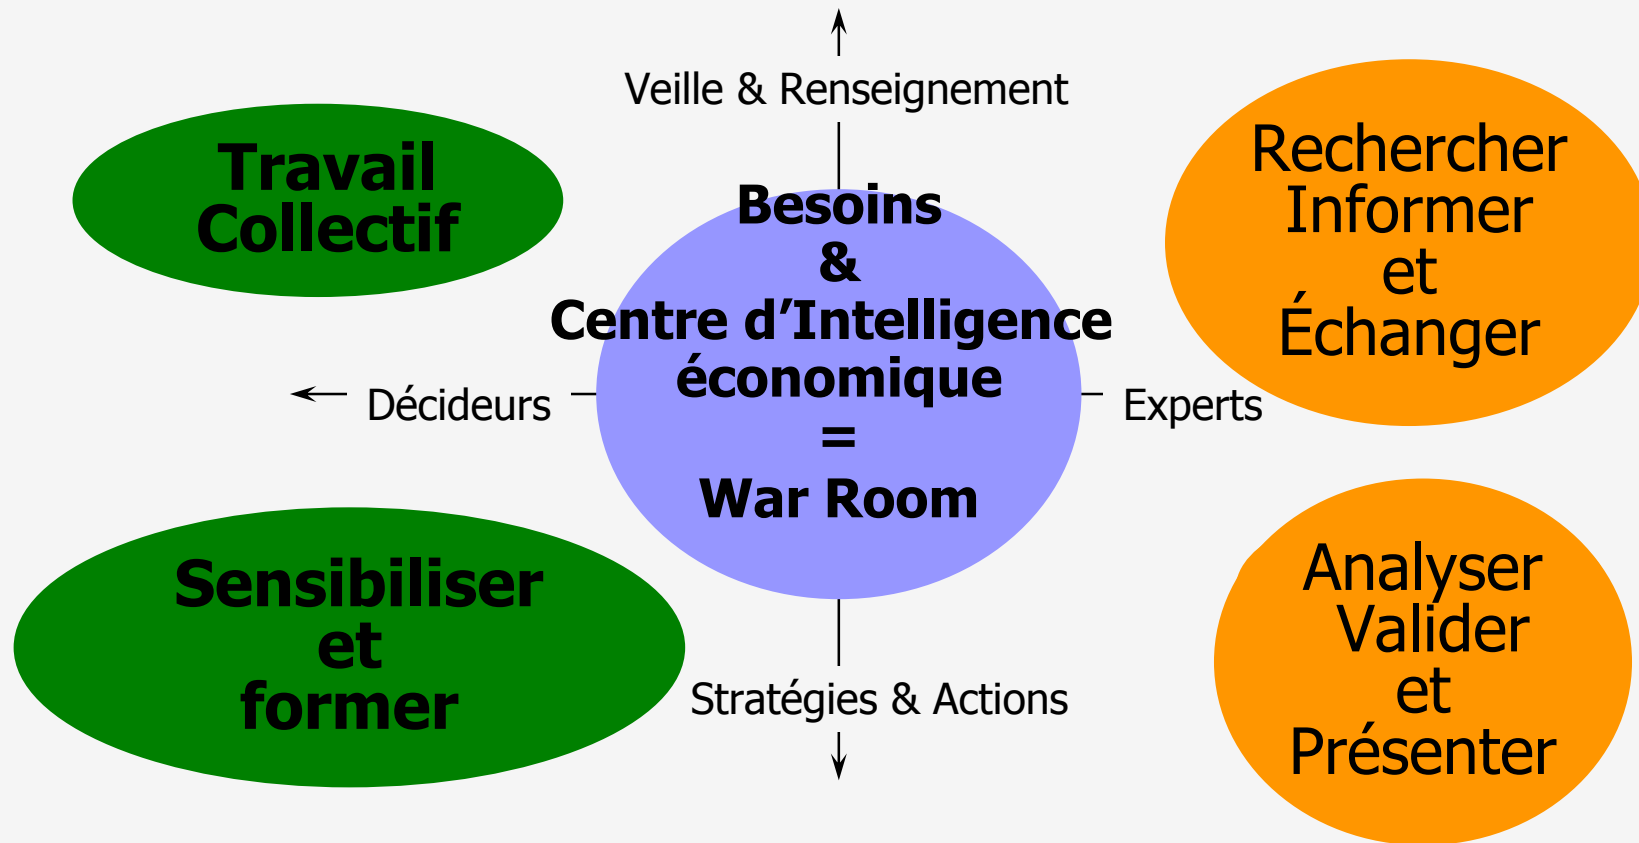 Veille & Renseignement
Travail
Collectif
Besoins
&
Centre d’Intelligence
économique
=
War Room
Rechercher
Informer
et
Échanger
Décideurs
Experts
Sensibiliser
et
former
Stratégies & Actions
Analyser
Valider
et
Présenter